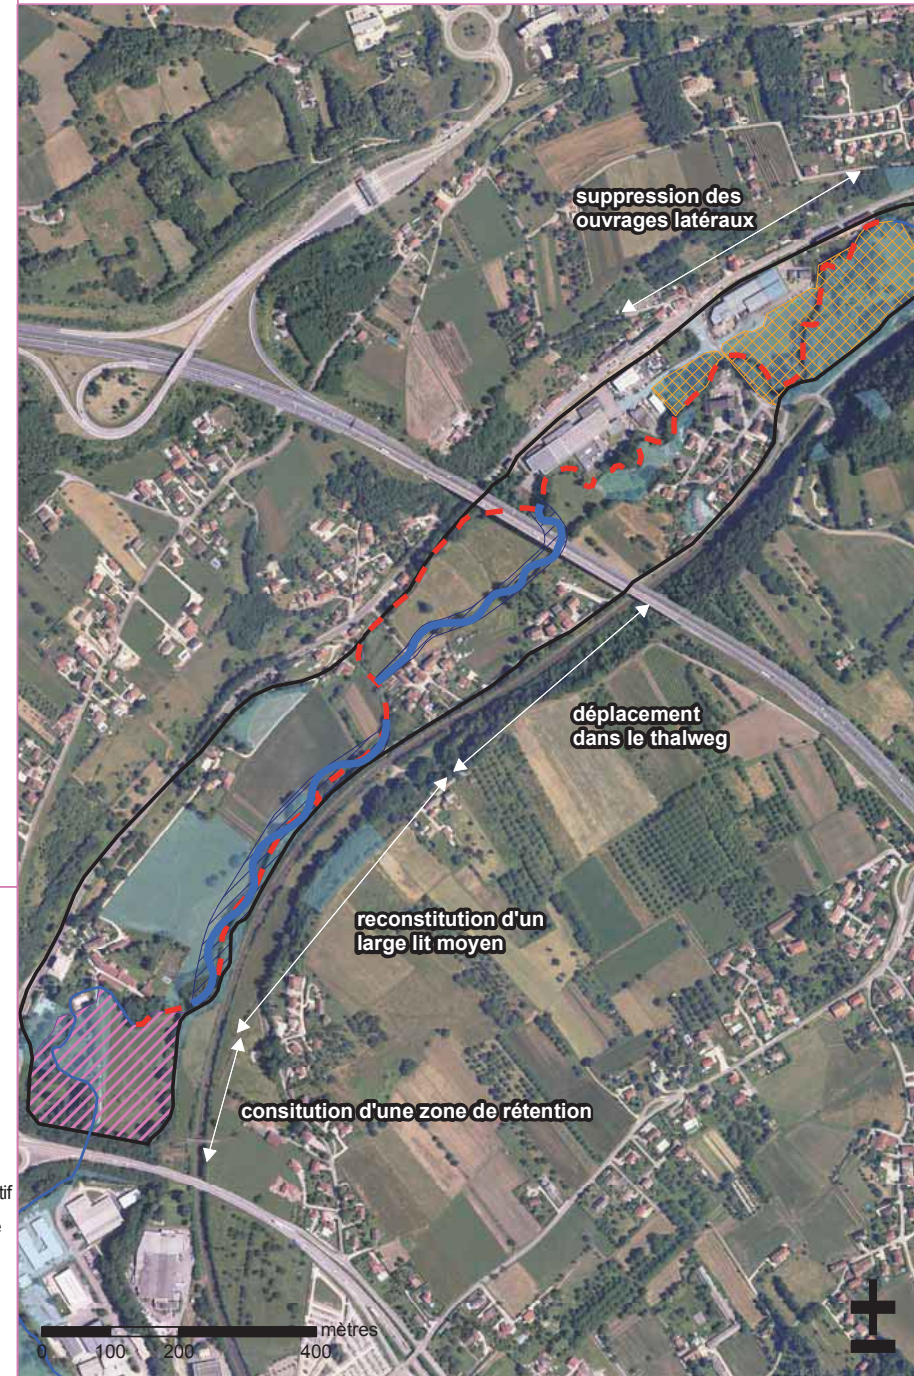 suppression des
ouvrages latéraux
déplacement
dans le thalweg
reconstitution d'un
large lit moyen
consitution d'une zone de rétention
tif
mètres
0 100 200 400